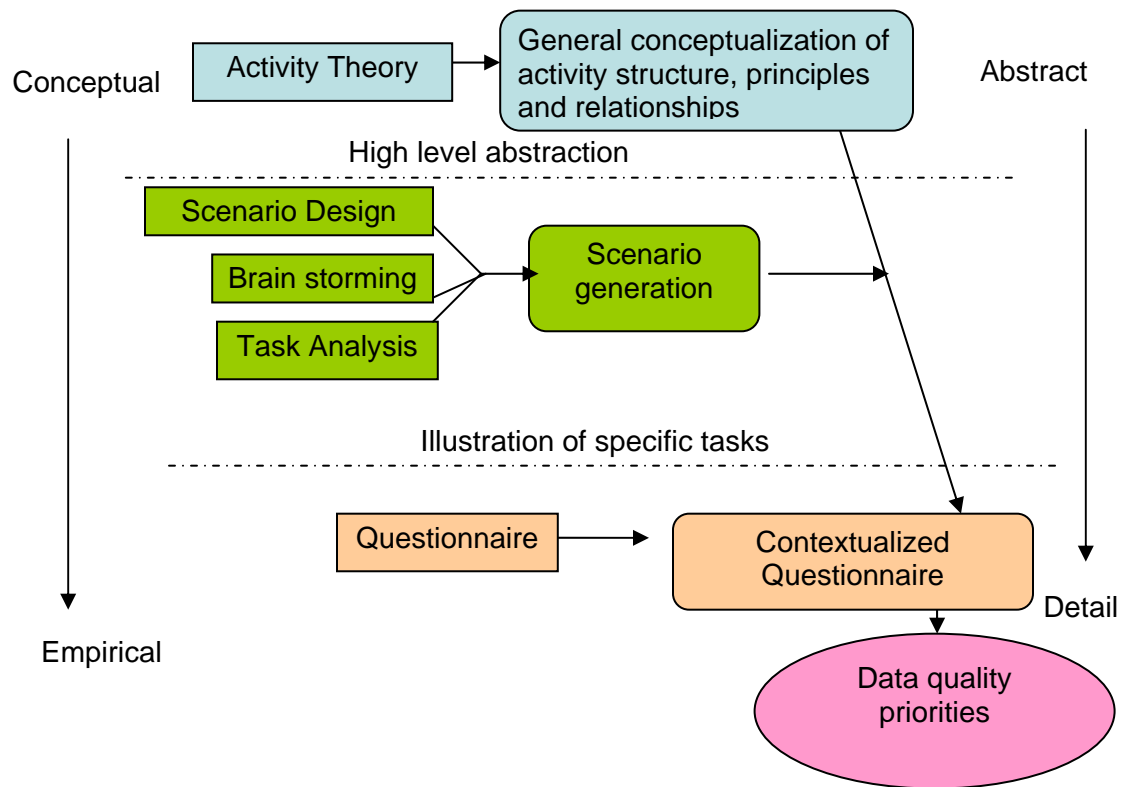 General conceptualization of
activity structure, principles
and relationships
Activity Theory
Conceptual
Abstract
High level abstraction
Scenario Design
Brain storming
Task Analysis
Scenario
generation
Illustration of specific tasks
Questionnaire
Contextualized
Questionnaire
Detail
Empirical
Data quality
priorities